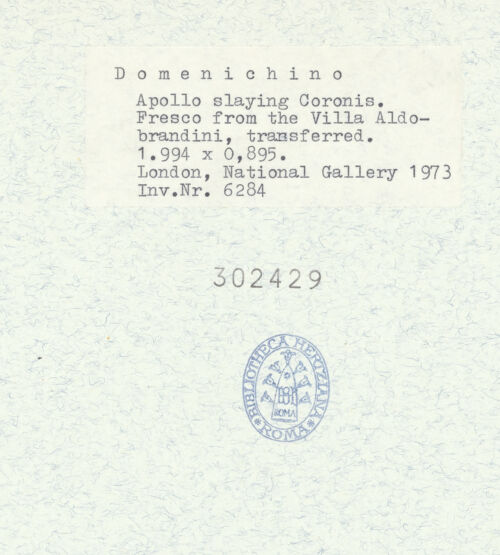 Domenichino
Apollo slaying Coronis.
Fresco from the Villa Aldo-
brandini, transferred.
1.994 x 0,895.
London, National Gallery 1973
Inv.Nr. 6284
302429
BIBLIOTHECA HERTZIANA
ROMA
* ROMA *